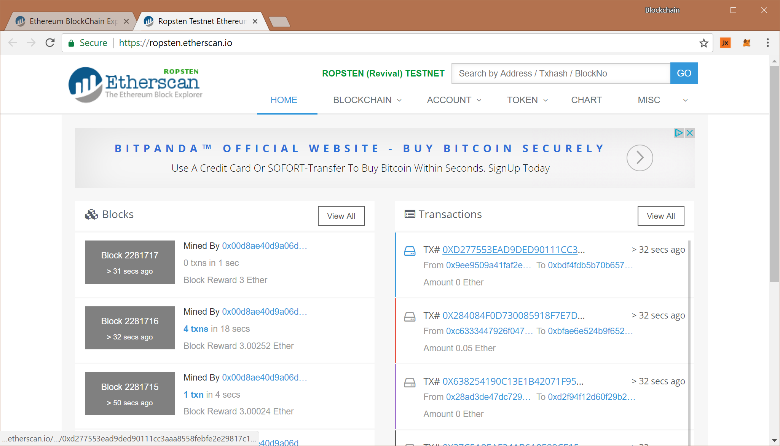 Blockchain
Ethereum BlockChain Exp
Ropsten Testnet Ethereum
Secure https://ropsten.etherscan.io
ROPSTEN
Etherscan
The Ethereum Block Explorer
ROPSTEN (Revival) TESTNET
Search by Address / Txhash / BlockNo
GO
HOME BLOCKCHAIN ACCOUNT TOKEN CHART MISC
BITPANDA™ OFFICIAL WEBSITE - BUY BITCOIN SECURELY
Use A Credit Card Or SOFORT-Transfer To Buy Bitcoin Within Seconds. SignUp Today
Blocks
View All
Block 2281717
> 31 secs ago
Mined By 0x00d8ae40d9a06d...
0 txns in 1 sec
Block Reward 3 Ether
Block 2281716
> 32 secs ago
Mined By 0x00d8ae40d9a06d...
4 txns in 18 secs
Block Reward 3.00252 Ether
Block 2281715
> 50 secs ago
Mined By 0x00d8ae40d9a06d...
1 txn in 4 secs
Block Reward 3.00024 Ether
Transactions
View All
TX# 0XD277553EAD9DED90111CC3...
> 32 secs ago
From 0x9ee9509a41faf2e... To 0xbdf4fdb5b70b657...
Amount 0 Ether
TX# 0X284084F0D730085918F7E7D...
> 32 secs ago
From 0xc6333447926f047... To 0xbfae6e524b9f652...
Amount 0.05 Ether
TX# 0X638254190C13E1B42071F95...
> 32 secs ago
From 0x28ad3de47dc729... To 0xd2f94f12d60f29b2...
Amount 0 Ether
...etherscan.io/.../0xd277553ead9ded90111cc3aaa8558febfe2e29817c1...